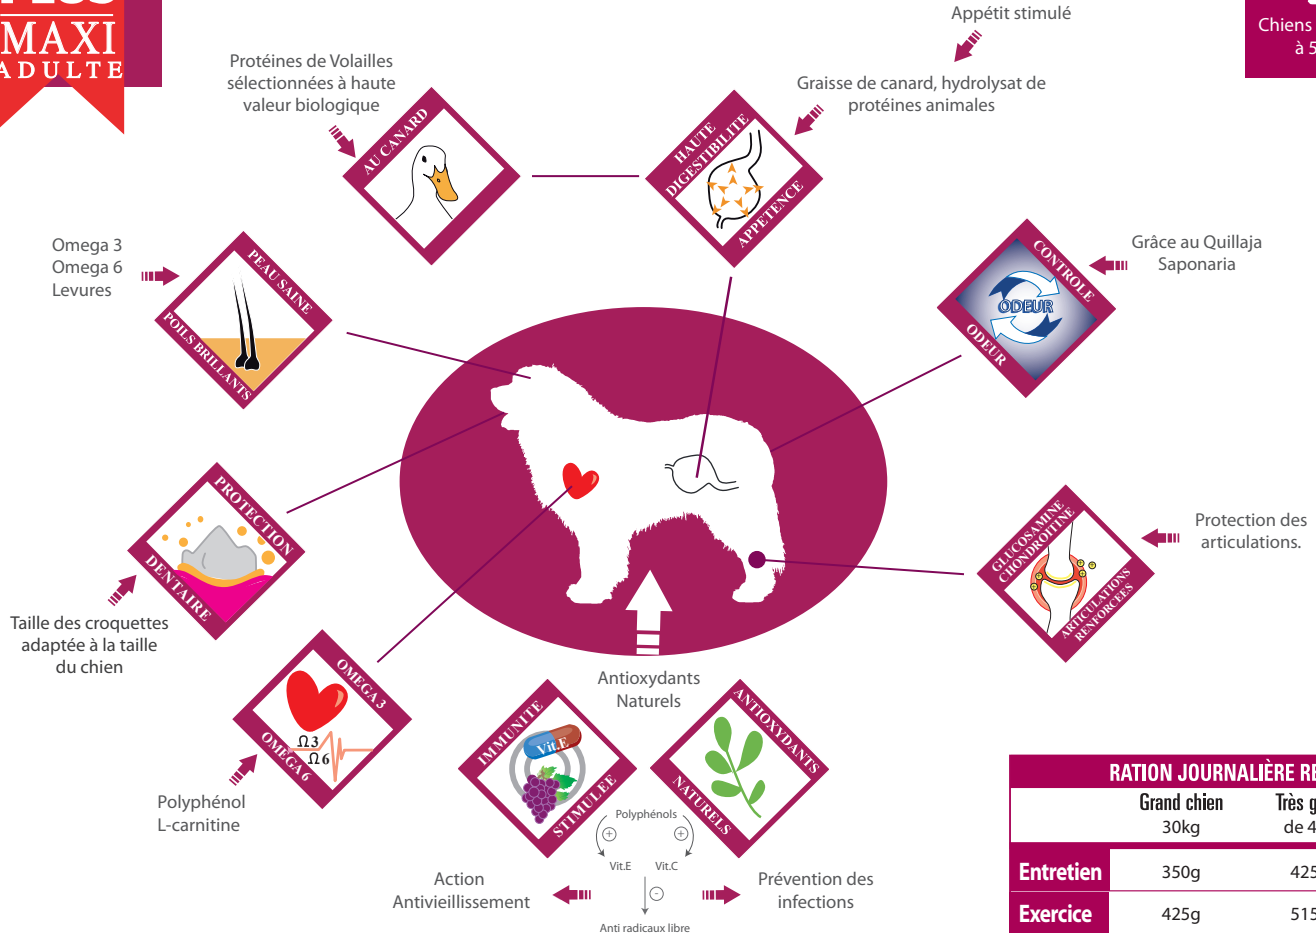 MAXI
ADULTE
Appétit stimulé
Chiens
à 5
Protéines de Volailles
sélectionnées à haute
valeur biologique
Graisse de canard, hydrolysat de
protéines animales
AU CANARD
HAUTE
DIGESTIBILITE
APPETENCE
Omega 3
Omega 6
Levures
PEAU SAINE
POILS BRILLANTS
Grâce au Quillaja
Saponaria
CONTROLE
ODEUR
ODEUR
PROTECTION
DENTAIRE
Taille des croquettes
adaptée à la taille
du chien
GLUCOSAMINE
CHONDROITINE
ARTICULATIONS
RENFORCEES
Protection des
articulations.
OMEGA 3
Ω3
Ω6
OMEGA 6
Polyphénol
L-carnitine
Antioxydants
Naturels
IMMUNITE
Vit.E
STIMULEE
ANTIOXYDANTS
NATURELS
Polyphénols
+ +
Vit.E Vit.C
-
Anti radicaux libre
Action
Antivieillissement
Prévention des
infections
RATION JOURNALIÈRE RE
Grand chien Très g
30kg de 4
Entretien 350g 425
Exercice 425g 515